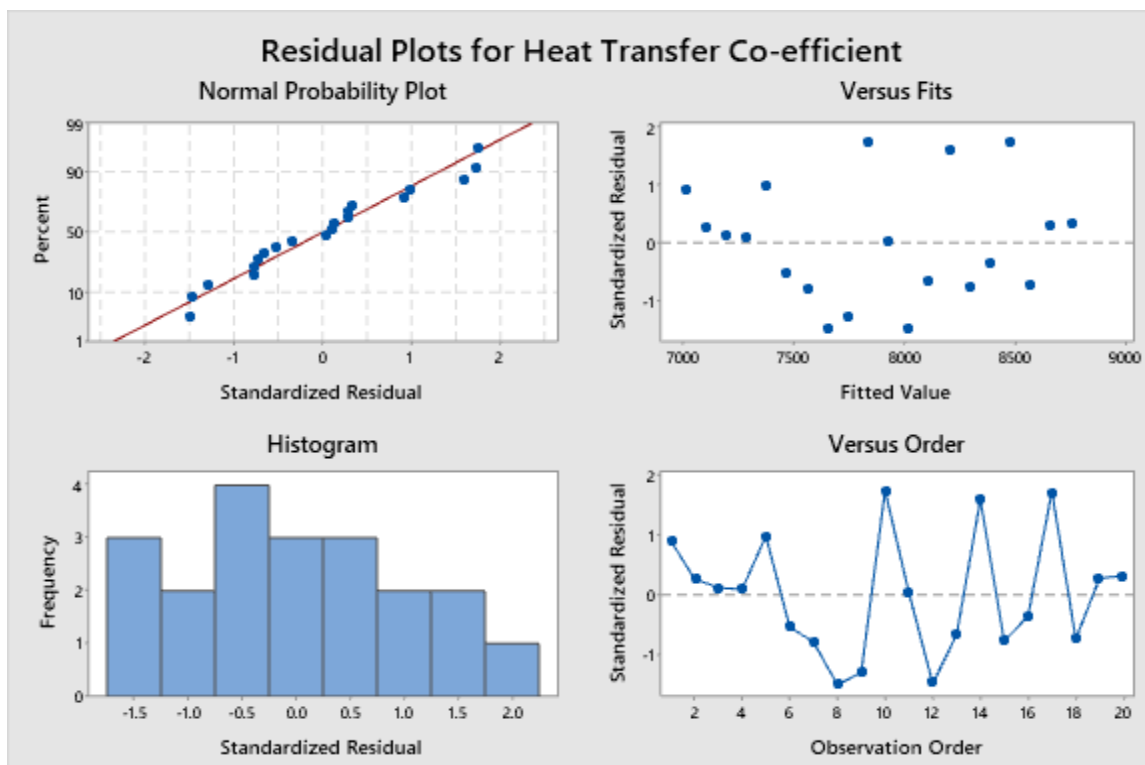 Residual Plots for Heat Transfer Co-efficient
Normal Probability Plot
99
90
50
10
1
Percent
-2 -1 0 1 2
Standardized Residual
Versus Fits
2
1
0
-1
Standardized Residual
7000 7500 8000 8500 9000
Fitted Value
Histogram
4
3
2
1
0
Frequency
-1.5 -1.0 -0.5 0.0 0.5 1.0 1.5 2.0
Standardized Residual
Versus Order
2
1
0
-1
Standardized Residual
2 4 6 8 10 12 14 16 18 20
Observation Order